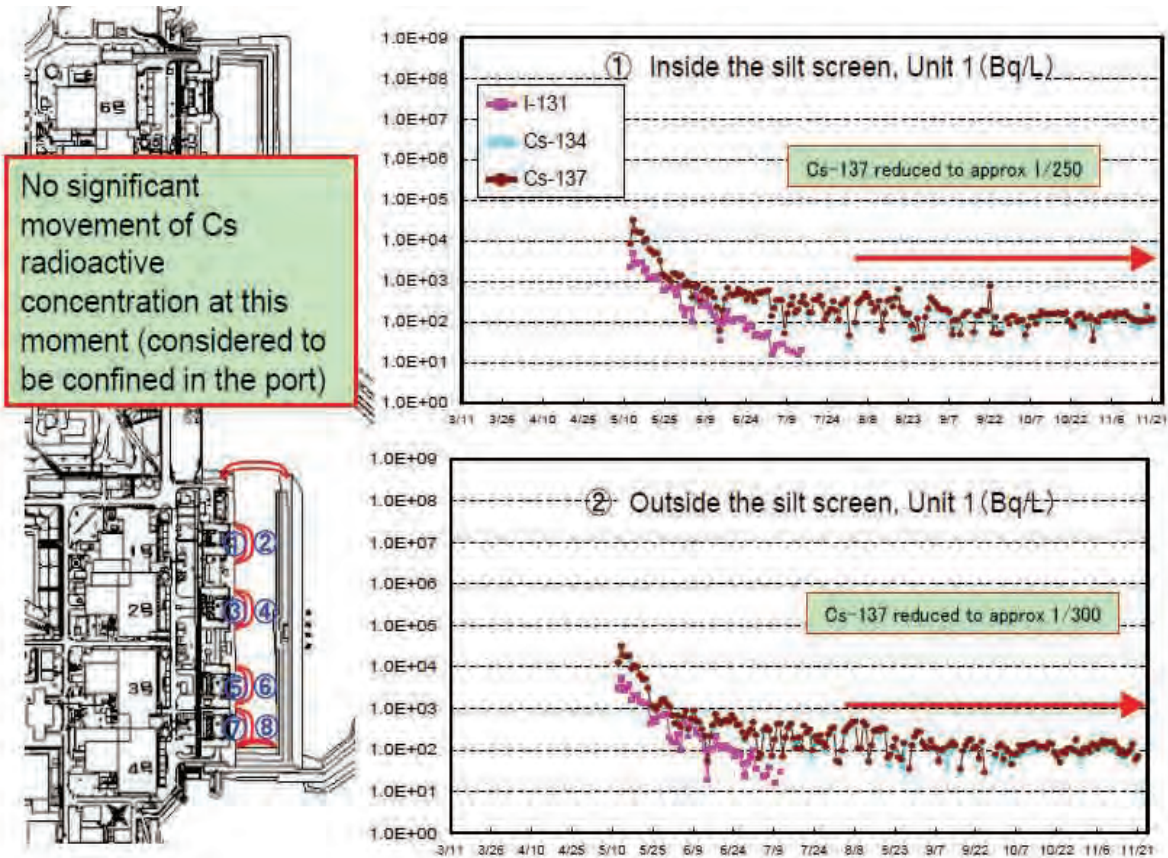 No significant
movement of Cs
radioactive
concentration at this
moment (considered to
be confined in the port)
① Inside the silt screen, Unit 1 (Bq/L)
I-131
Cs-134
Cs-137
Cs-137 reduced to approx 1/250
1.0E+09
1.0E+08
1.0E+07
1.0E+06
1.0E+05
1.0E+04
1.0E+03
1.0E+02
1.0E+01
1.0E+00
3/11 3/26 4/10 4/25 5/10 5/25 6/9 6/24 7/9 7/24 8/8 8/23 9/7 9/22 10/7 10/22 11/6 11/21
② Outside the silt screen, Unit 1 (Bq/L)
Cs-137 reduced to approx 1/300
1.0E+09
1.0E+08
1.0E+07
1.0E+06
1.0E+05
1.0E+04
1.0E+03
1.0E+02
1.0E+01
1.0E+00
3/11 3/26 4/10 4/25 5/10 5/25 6/9 6/24 7/9 7/24 8/8 8/23 9/7 9/22 10/7 10/22 11/6 11/21
① ②
③ ④
⑤ ⑥
⑦ ⑧